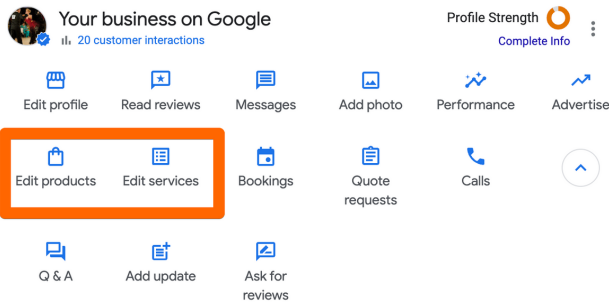 Your business on Google
20 customer interactions
Profile Strength
Complete Info
Edit profile
Read reviews
Messages
Add photo
Performance
Advertise
Edit products
Edit services
Bookings
Quote
requests
Calls
Q & A
Add update
Ask for
reviews